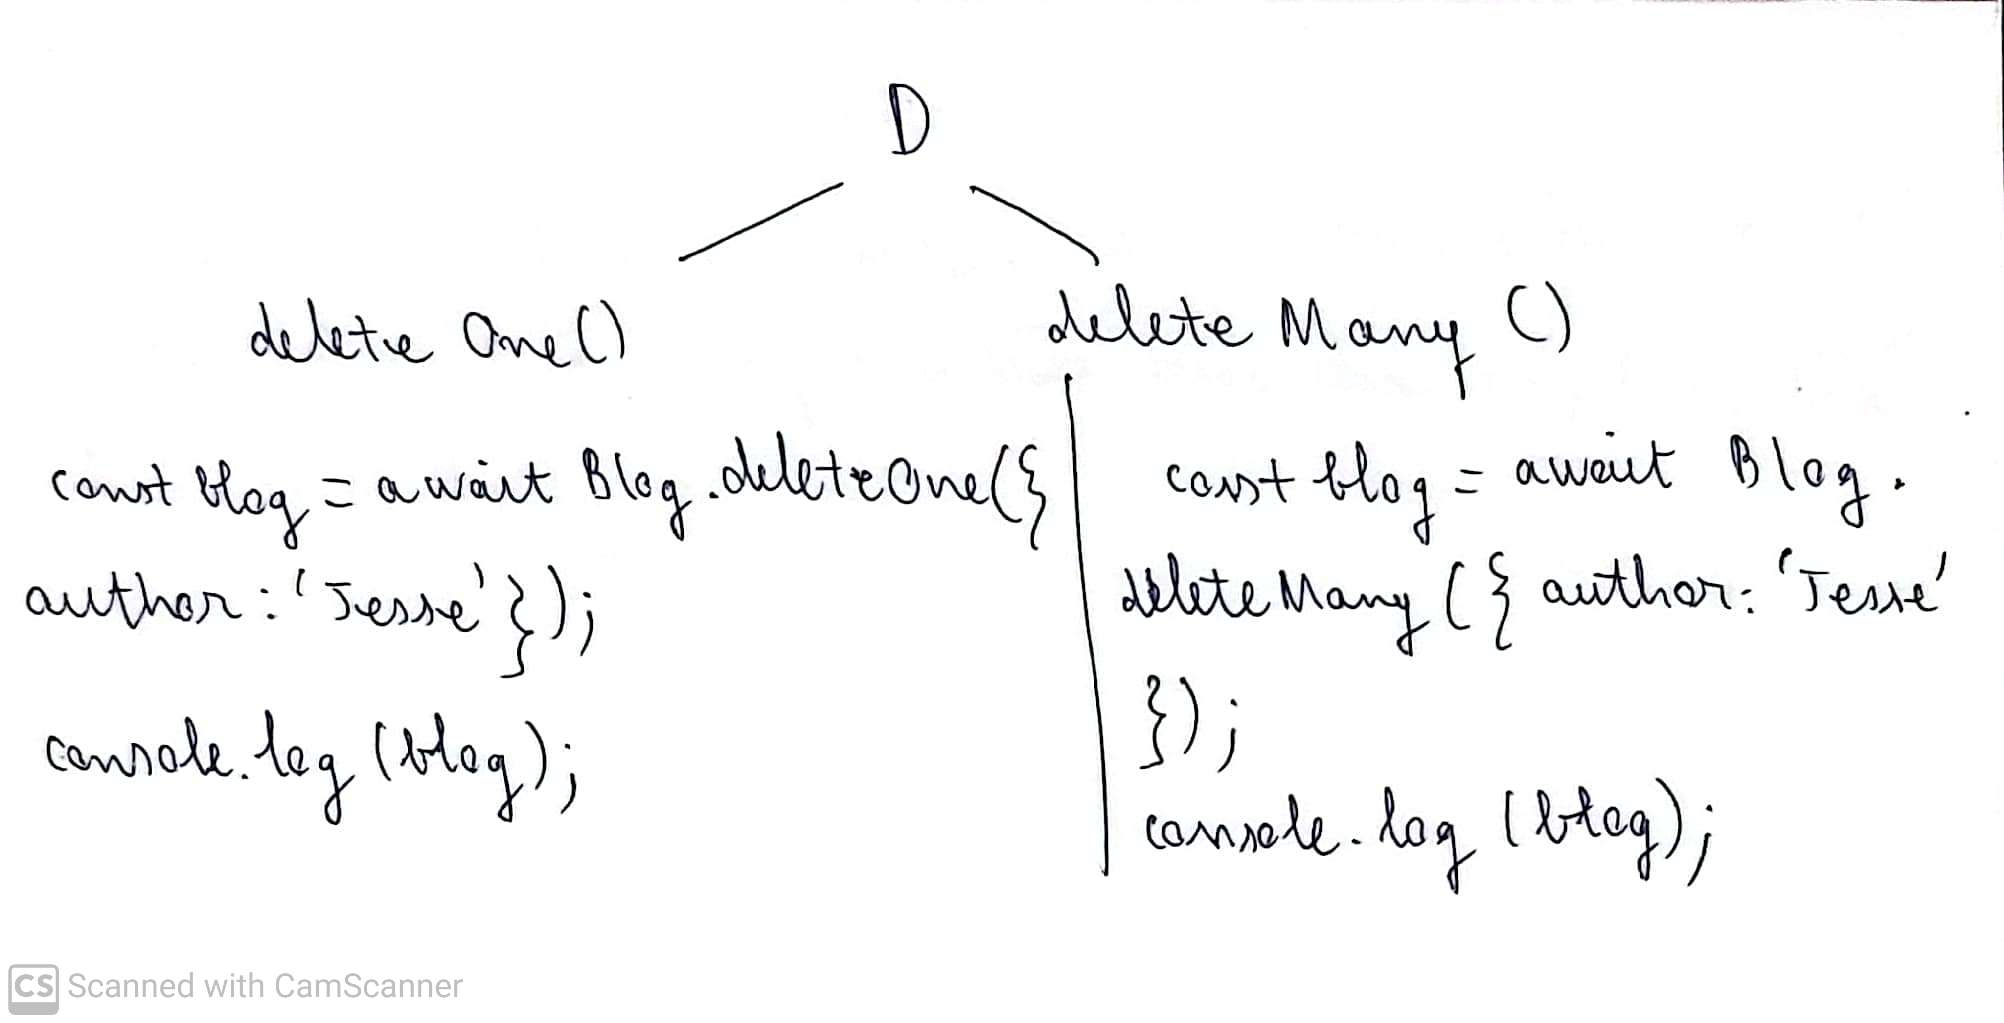 D
delete One()
delete Many ()
const blog = await Blog.deleteOne({
author : 'Jesse'});
console.log (blog);
const blog = await Blog.
deleteMany ({ author: 'Jesse'
});
console.log (blog);
CS Scanned with CamScanner